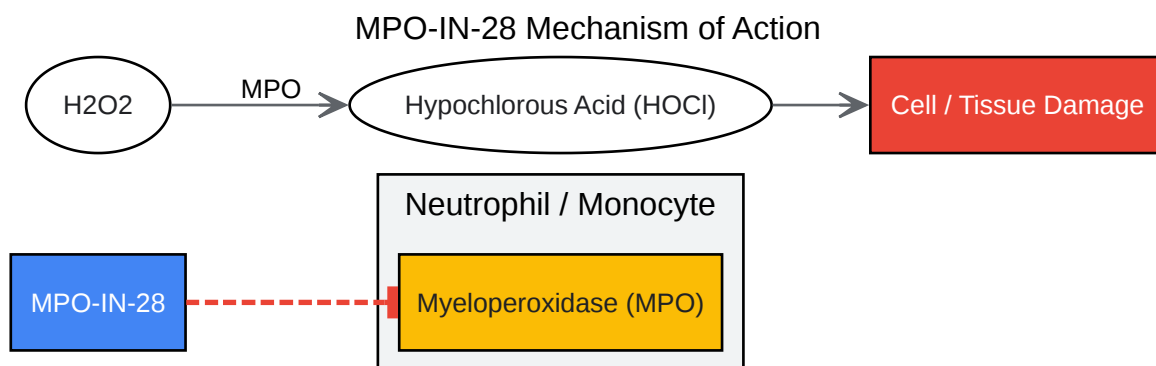 MPO-IN-28 Mechanism of Action
H2O2
MPO
Hypochlorous Acid (HOCl)
Cell / Tissue Damage
Neutrophil / Monocyte
MPO-IN-28
Myeloperoxidase (MPO)